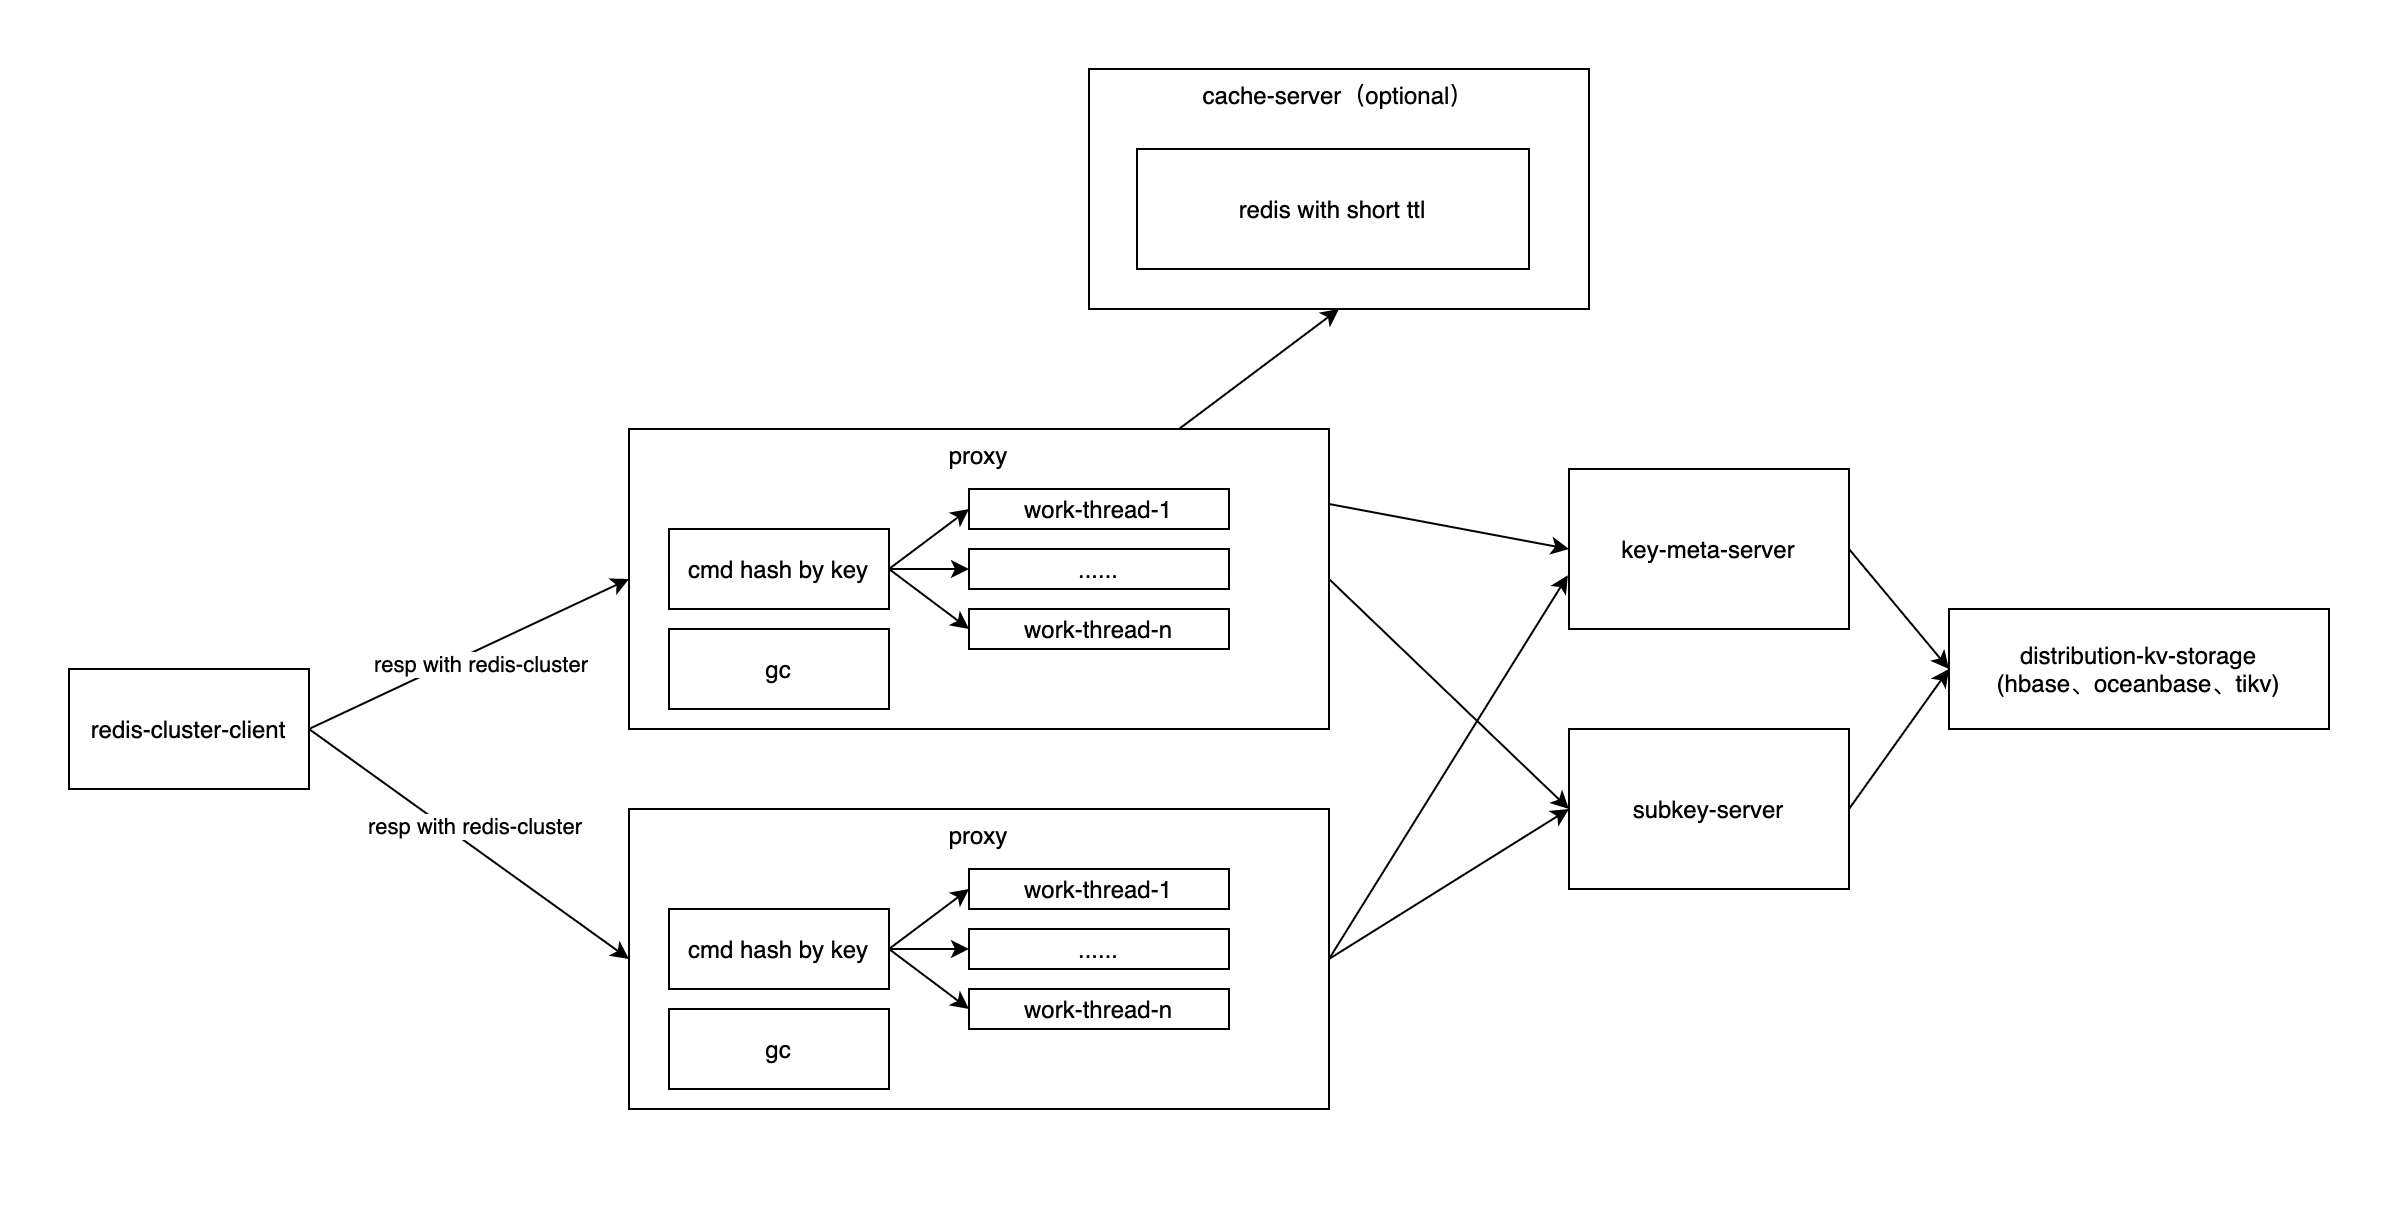 cache-server（optional）
redis with short ttl
proxy
work-thread-1
cmd hash by key
......
work-thread-n
gc
resp with redis-cluster
redis-cluster-client
resp with redis-cluster
proxy
work-thread-1
cmd hash by key
......
work-thread-n
gc
key-meta-server
subkey-server
distribution-kv-storage
(hbase、oceanbase、tikv)